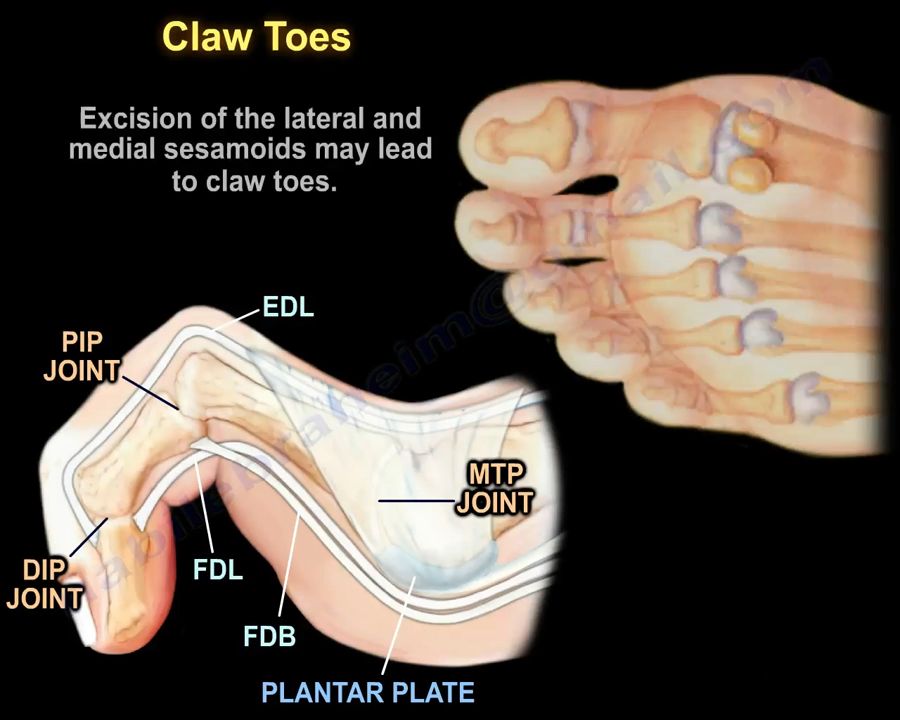 Claw Toes
Excision of the lateral and
medial sesamoids may lead
to claw toes.
EDL
PIP
JOINT
MTP
JOINT
DIP
JOINT
FDL
FDB
PLANTAR PLATE